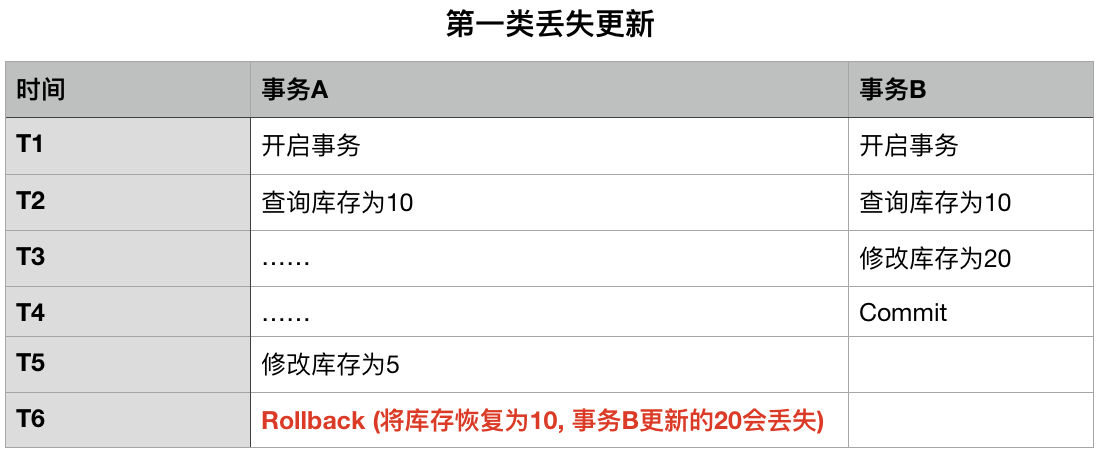 第一类丢失更新
时间 事务A 事务B
T1 开启事务 开启事务
T2 查询库存为10 查询库存为10
T3 …… 修改库存为20
T4 …… Commit
T5 修改库存为5
T6 Rollback (将库存恢复为10, 事务B更新的20会丢失)